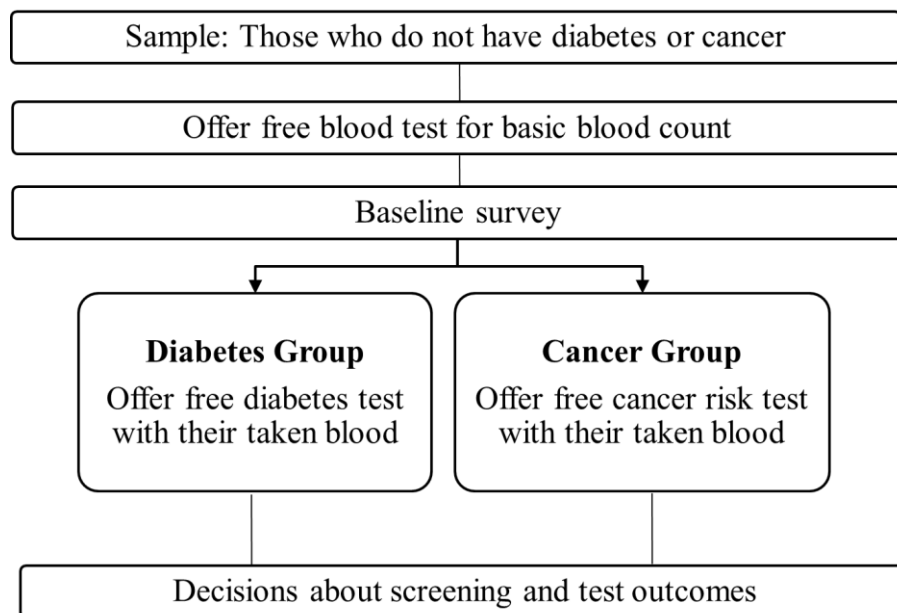 Sample: Those who do not have diabetes or cancer
Offer free blood test for basic blood count
Baseline survey
Diabetes Group
Offer free diabetes test
with their taken blood
Cancer Group
Offer free cancer risk test
with their taken blood
Decisions about screening and test outcomes